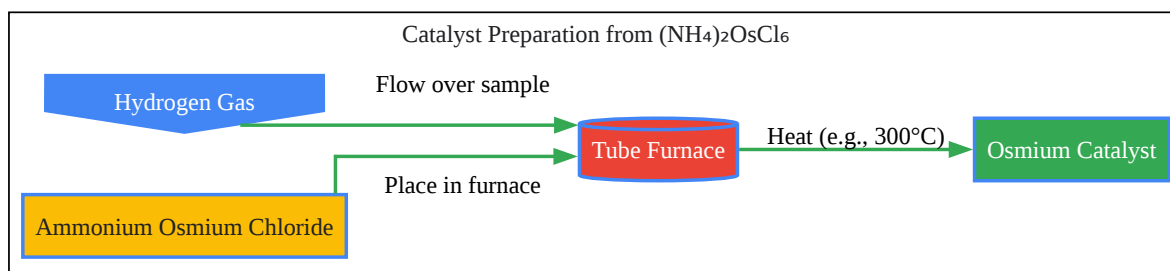 Catalyst Preparation from (NH₄)₂OsCl₆
Flow over sample
Hydrogen Gas
Heat (e.g., 300°C)
Tube Furnace
Osmium Catalyst
Place in furnace
Ammonium Osmium Chloride